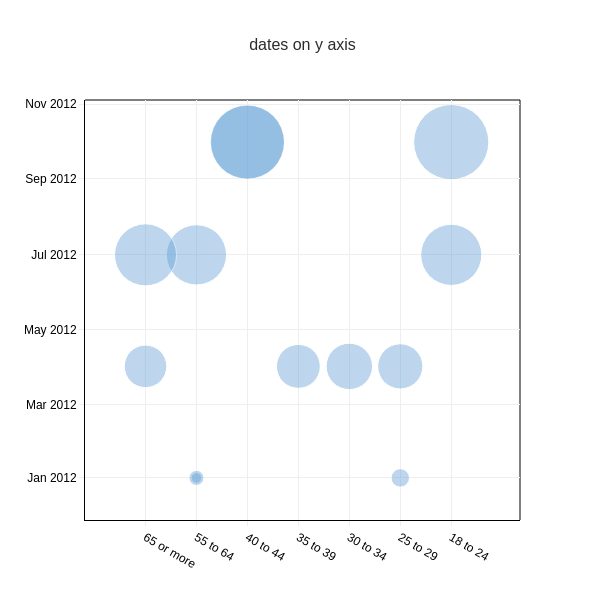 dates on y axis
Nov 2012
Sep 2012
Jul 2012
May 2012
Mar 2012
Jan 2012
65 or more
55 to 64
40 to 44
35 to 39
30 to 34
25 to 29
18 to 24